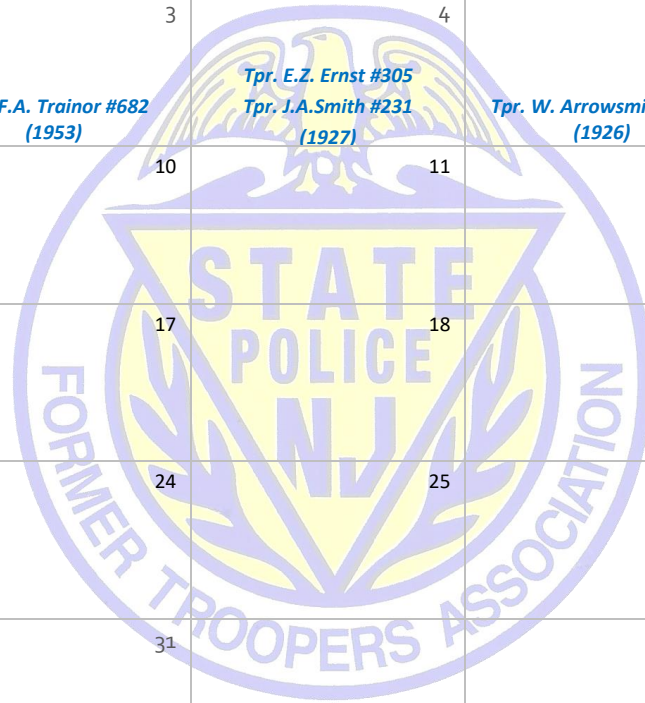 3
4
F.A. Trainor #682
(1953)
Tpr. E.Z. Ernst #305
Tpr. J.A.Smith #231
(1927)
Tpr. W.
(1926)
10
11
STATE
17
18
POLICE
NJ
24
25
31
FORMER TROOPERS ASSOCIATION